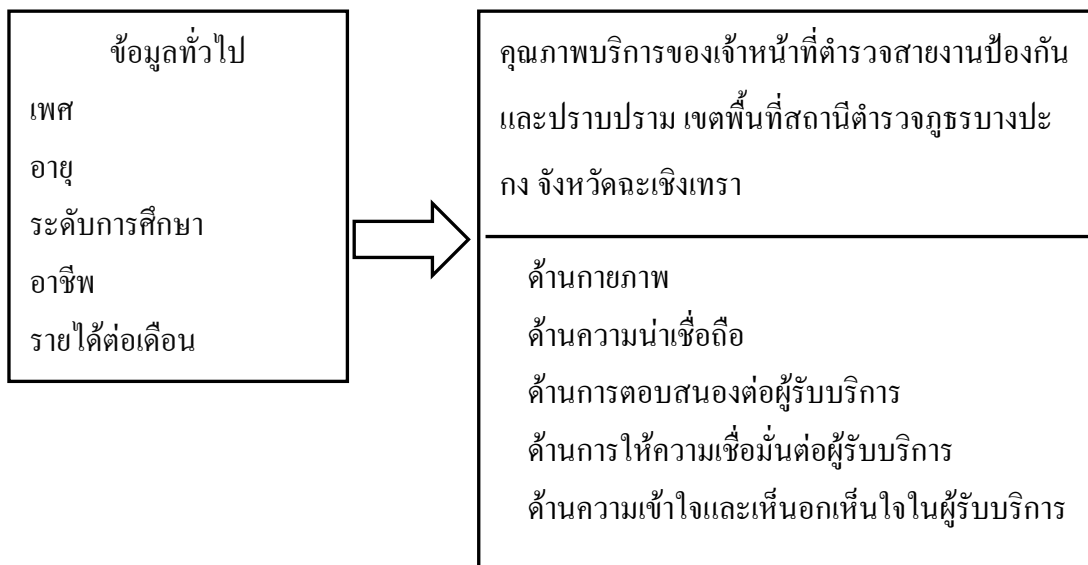 ข้อมูลทั่วไป
เพศ
อายุ
ระดับการศึกษา
อาชีพ
รายได้ต่อเดือน
คุณภาพบริการของเจ้าหน้าที่ตำรวจสายงานป้องกัน
และปราบปราม เขตพื้นที่สถานีตำรวจภูธรบางปะ
กง จังหวัดฉะเชิงเทรา
ด้านกายภาพ
ด้านความน่าเชื่อถือ
ด้านการตอบสนองต่อผู้รับบริการ
ด้านการให้ความเชื่อมั่นต่อผู้รับบริการ
ด้านความเข้าใจและเห็นอกเห็นใจในผู้รับบริการ